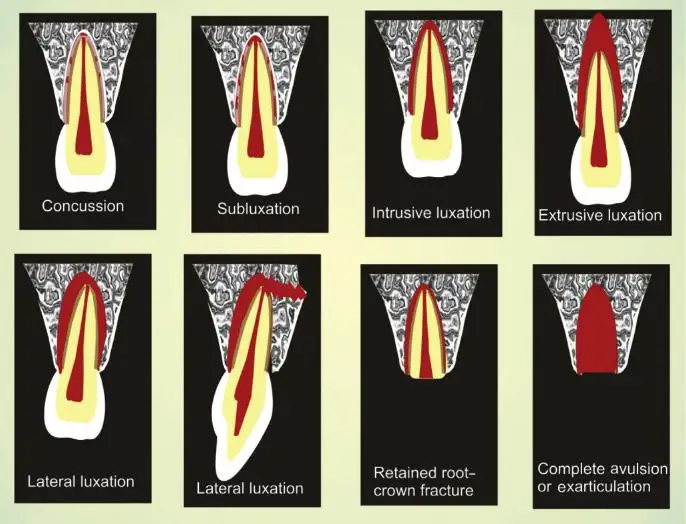 Concussion
Subluxation
Intrusive luxation
Extrusive luxation
Lateral luxation
Lateral luxation
Retained root–
crown fracture
Complete avulsion
or exarticulation